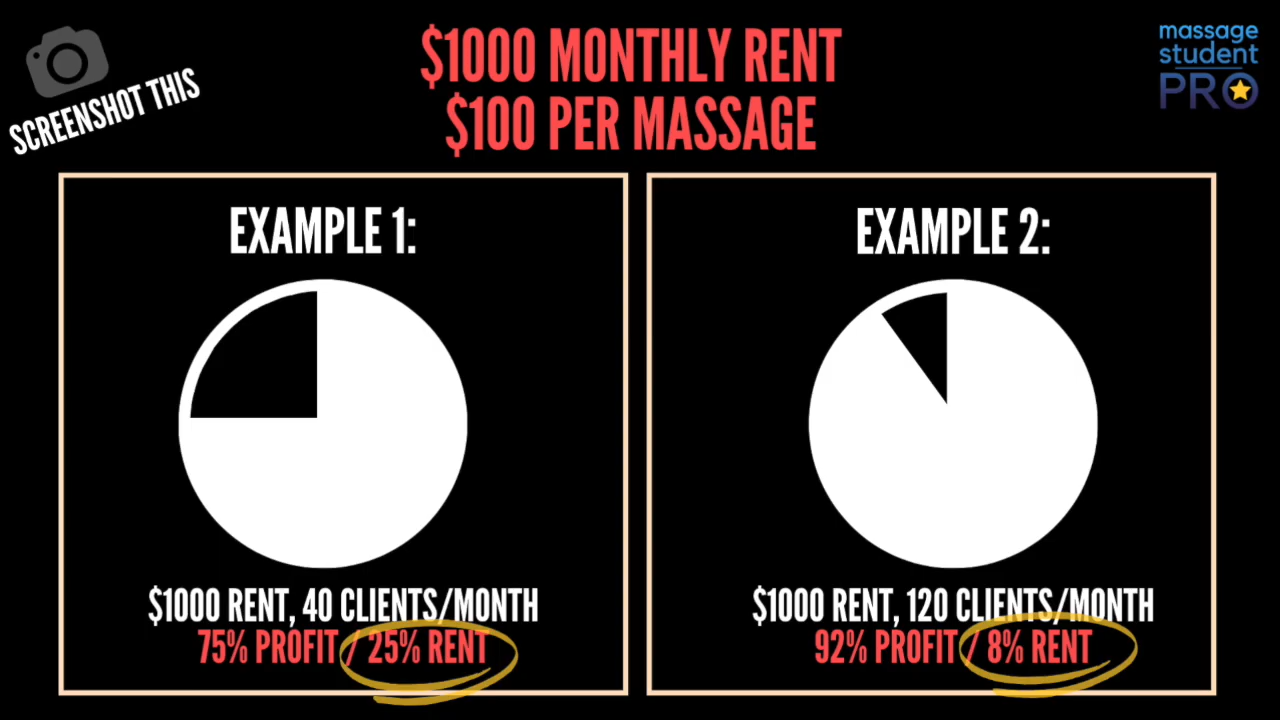 SCREENSHOT THIS
$1000 MONTHLY RENT
$100 PER MASSAGE
massage
student
PRO
EXAMPLE 1:
$1000 RENT, 40 CLIENTS/MONTH
75% PROFIT / 25% RENT
EXAMPLE 2:
$1000 RENT, 120 CLIENTS/MONTH
92% PROFIT / 8% RENT